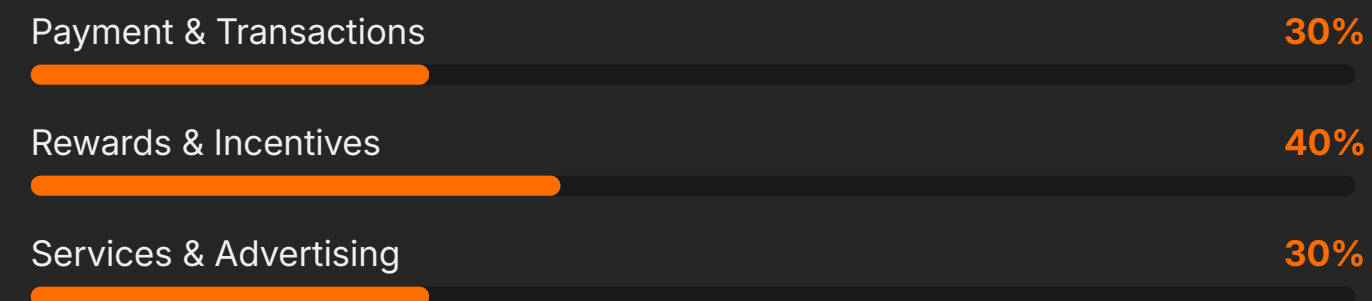 Payment & Transactions 30%
Rewards & Incentives 40%
Services & Advertising 30%